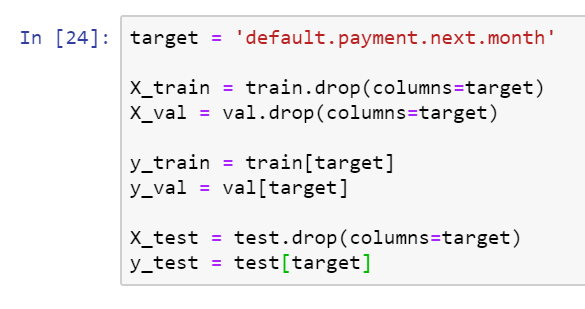 In [24]: target = 'default.payment.next.month'
X_train = train.drop(columns=target)
X_val = val.drop(columns=target)
y_train = train[target]
y_val = val[target]
X_test = test.drop(columns=target)
y_test = test[target]